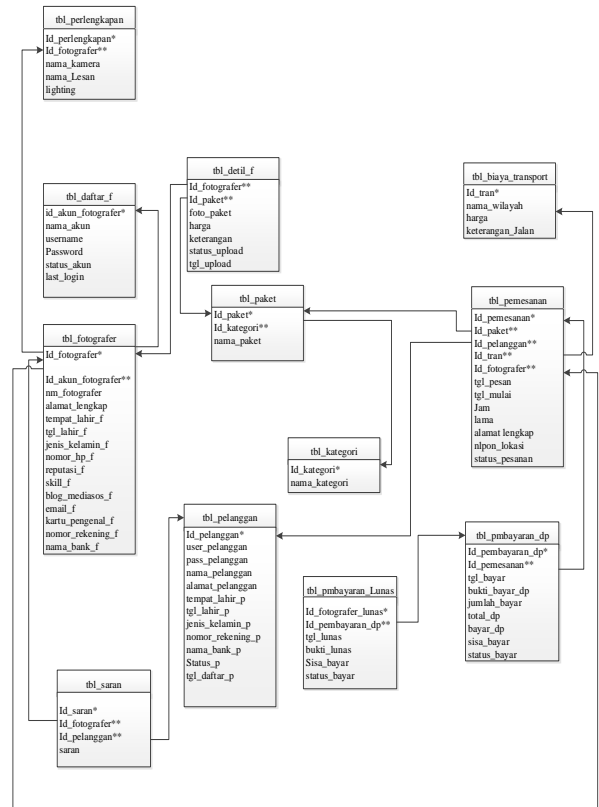 tbl_perlengkapan
Id_perlengkapan*
Id_fotografer**
nama_kamera
nama_Lesan
lighting
tbl_daftar_f
id_akun_fotografer*
nama_akun
username
Password
status_akun
last_login
tbl_detil_f
Id_fotografer**
Id_paket**
foto_paket
harga
keterangan
status_upload
tgl_upload
tbl_biaya_transport
Id_tran*
nama_wilayah
harga
keterangan_Jalan
tbl_paket
Id_paket*
Id_kategori**
nama_paket
tbl_pemesanan
Id_pemesanan*
Id_paket**
Id_pelanggan**
Id_tran**
Id_fotografer**
tgl_pesan
tgl_mulai
Jam
lama
alamat lengkap
nlpon_lokasi
status_pesanan
tbl_fotografer
Id_fotografer*
Id_akun_fotografer**
nm_fotografer
alamat_lengkap
tempat_lahir_f
tgl_lahir_f
jenis_kelamin_f
nomor_hp_f
reputasi_f
skill_f
blog_mediasos_f
email_f
kartu_pengenal_f
nomor_rekening_f
nama_bank_f
tbl_kategori
Id_kategori*
nama_kategori
tbl_pelanggan
Id_pelanggan*
user_pelanggan
pass_pelanggan
nama_pelanggan
alamat_pelanggan
tempat_lahir_p
tgl_lahir_p
jenis_kelamin_p
nomor_rekening_p
nama_bank_p
Status_p
tgl_daftar_p
tbl_pmbayaran_Lunas
Id_fotografer_lunas*
Id_pembayaran_dp**
tgl_lunas
bukti_lunas
Sisa_bayar
status_bayar
tbl_pmbayaran_dp
Id_pembayaran_dp*
Id_pemesanan**
tgl_bayar
bukti_bayar_dp
jumlah_bayar
total_dp
bayar_dp
sisa_bayar
status_bayar
tbl_saran
Id_saran*
Id_fotografer**
Id_pelanggan**
saran